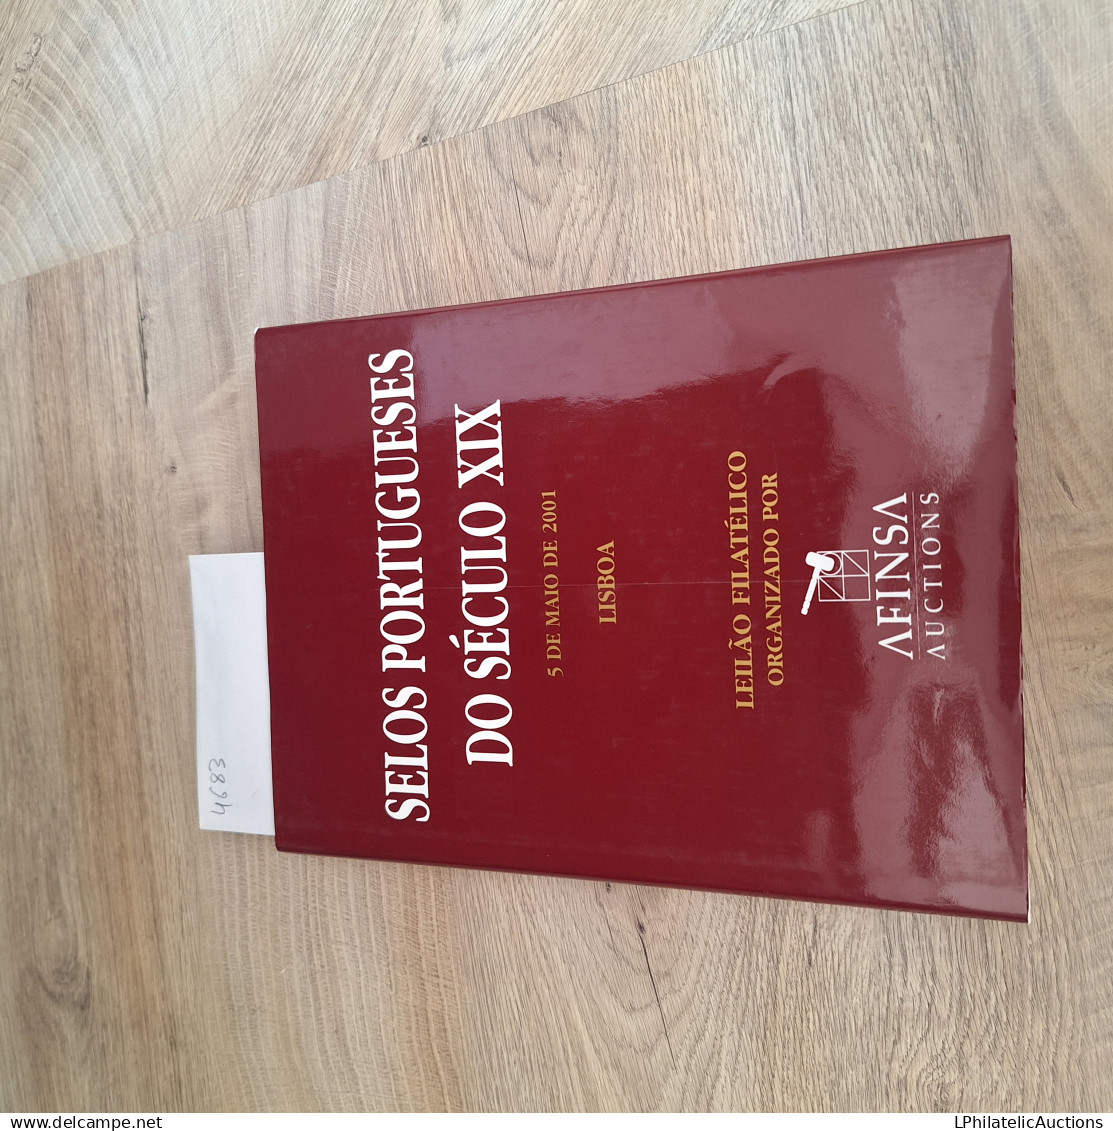 4683
SELOS PORTUGUESES
DO SÉCULO XIX
5 DE MAIO DE 2001
LISBOA
LEILÃO FILATÉLICO
ORGANIZADO POR
AFINSA
AUCTIONS
www.delcampe.net
LPhilatelicAuctions